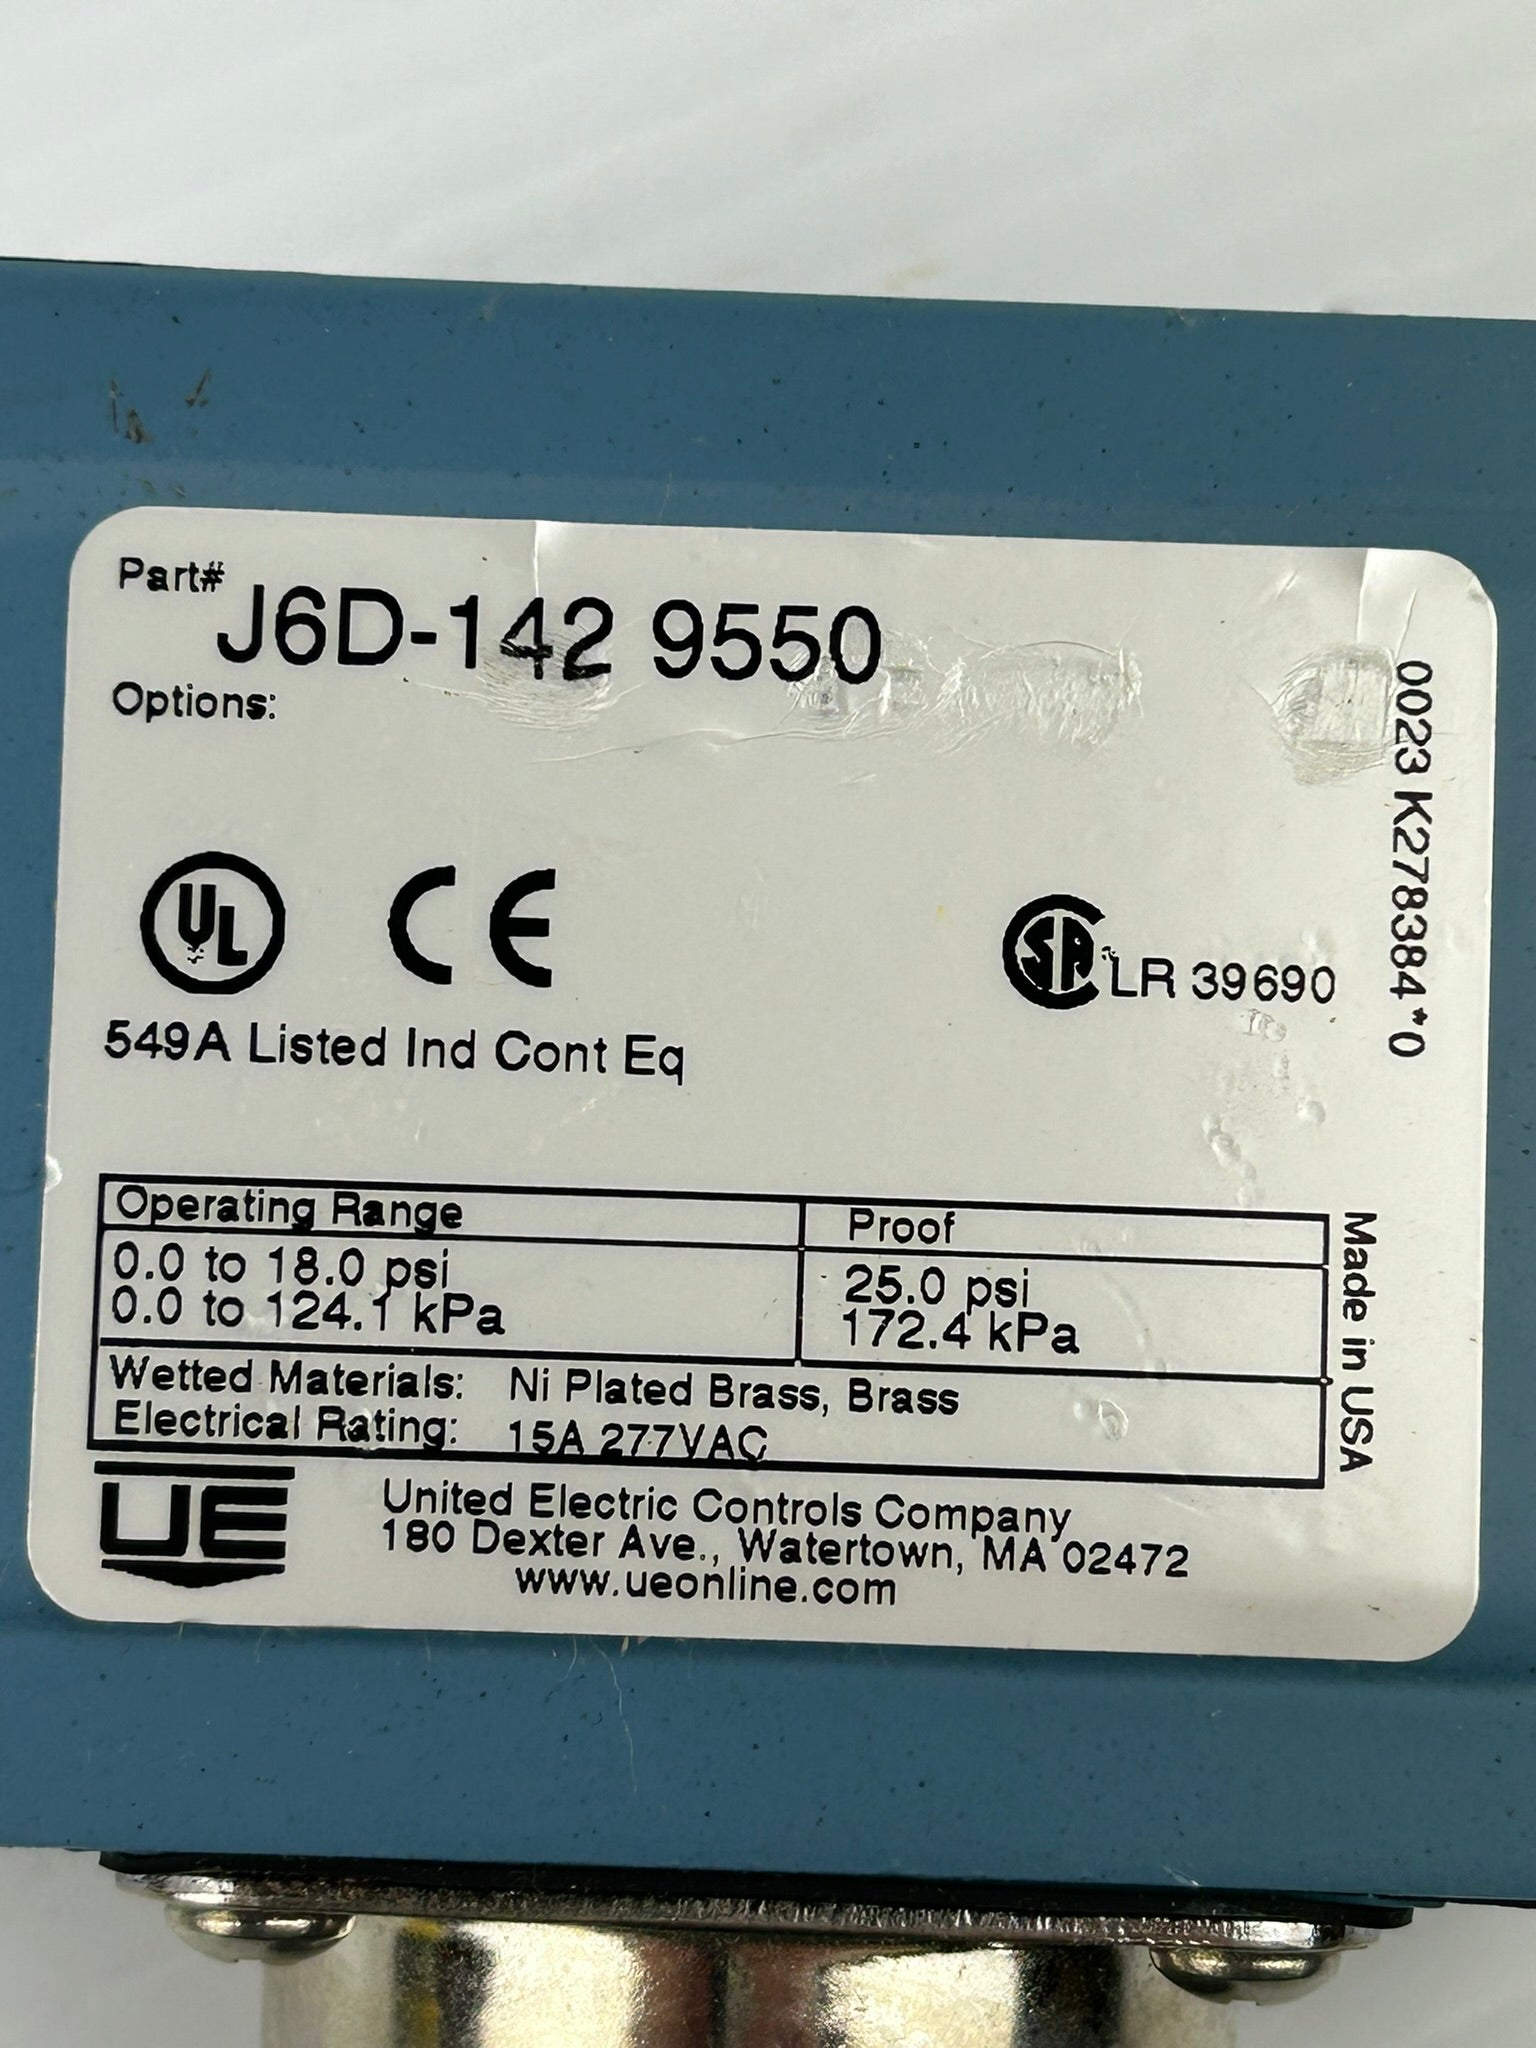 Part# J6D-142 9550
Options:
UL CE
SA LR 39690
549A Listed Ind Cont Eq
0023 K278384 *0
Operating Range Proof
0.0 to 18.0 psi 25.0 psi
0.0 to 124.1 kPa 172.4 kPa
Wetted Materials: Ni Plated Brass, Brass
Electrical Rating: 15A 277VAC
Made in USA
UE
United Electric Controls Company
180 Dexter Ave., Watertown, MA 02472
www.ueonline.com